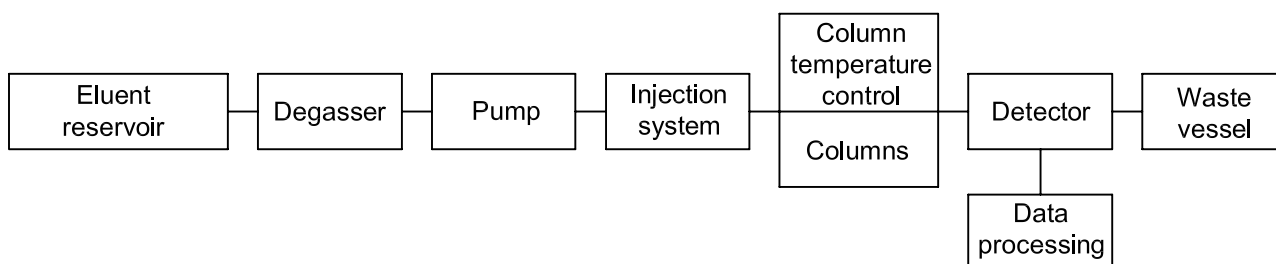 Eluent
reservoir
Degasser
Pump
Injection
system
Column
temperature
control
Columns
Detector
Waste
vessel
Data
processing